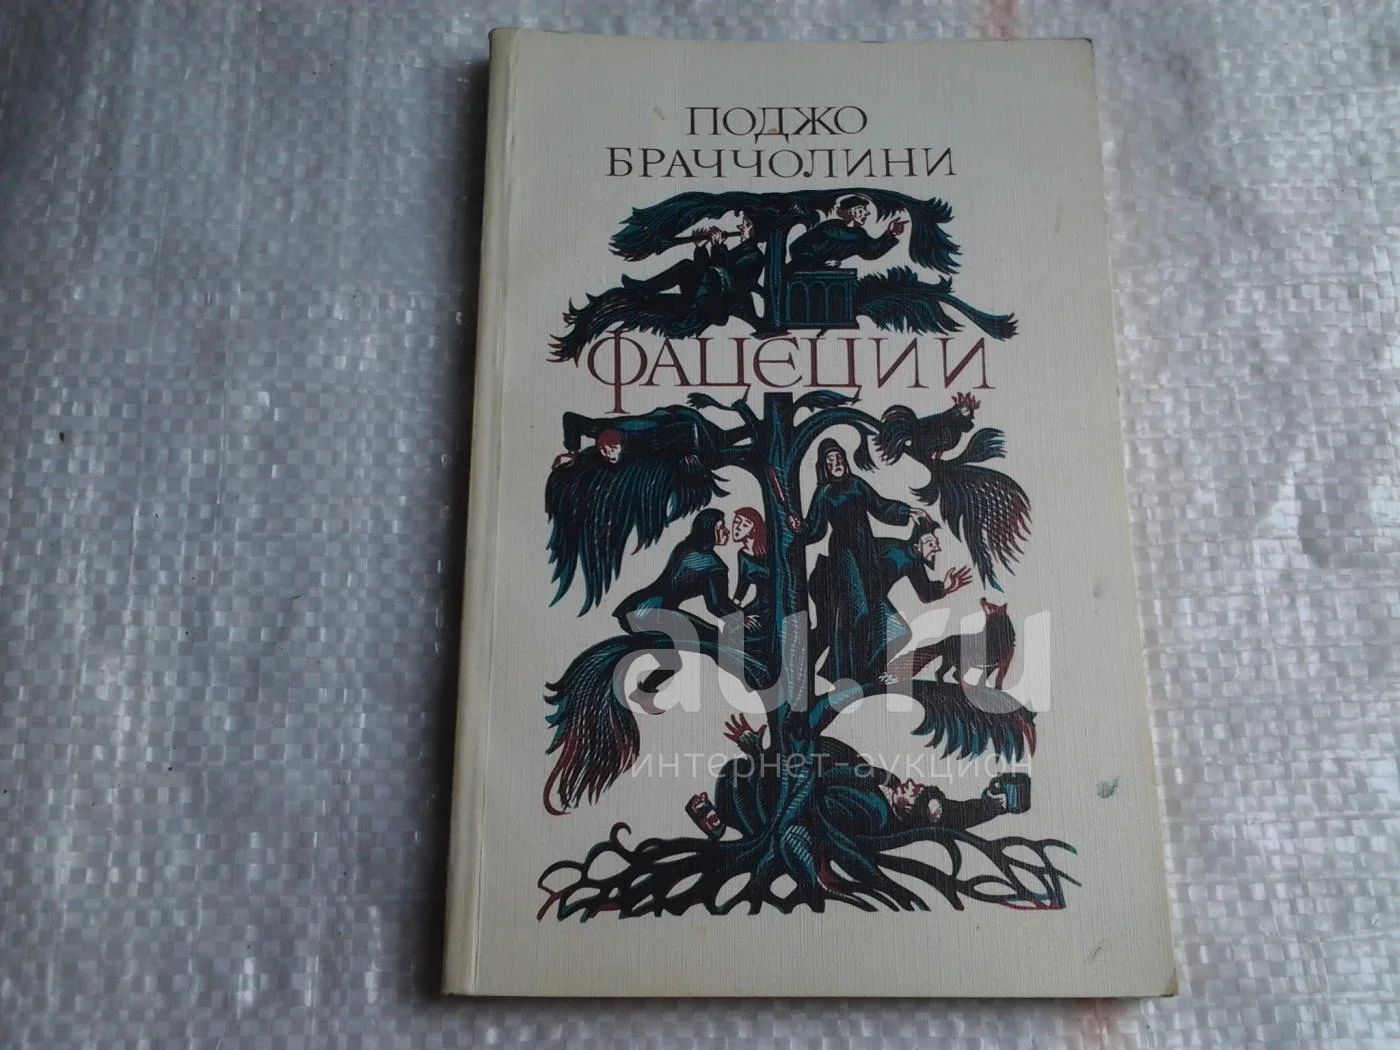 ПОДЖО
БРАЧЧОЛИНИ
ФАЦЕЦИИ
au.ru
интернет-аукцион